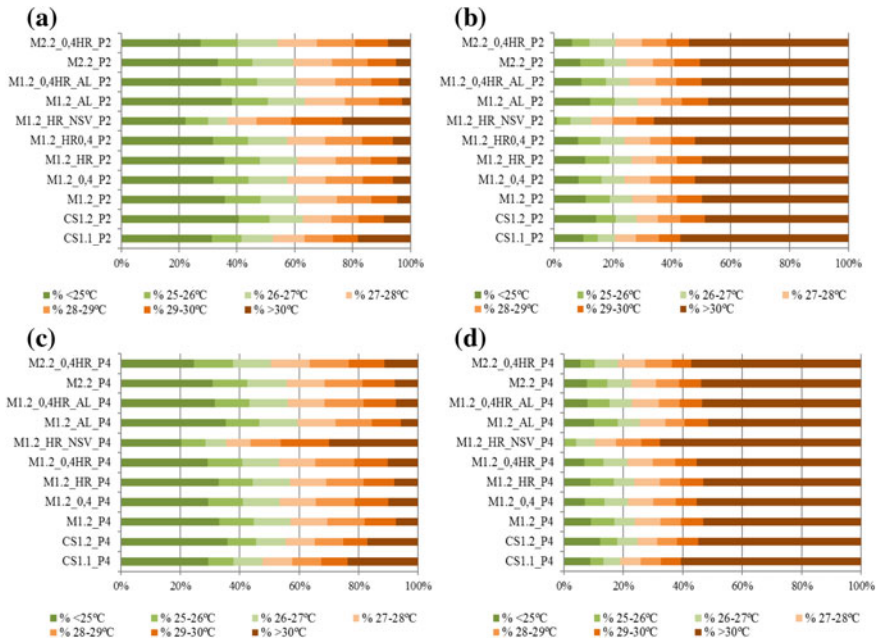 (a)
M2.2_0,4HR_P2
M2.2_P2
M1.2_0,4HR_AL_P2
M1.2_AL_P2
M1.2_HR_NSV_P2
M1.2_HR0,4_P2
M1.2_HR_P2
M1.2_0,4_P2
M1.2_P2
CS1.2_P2
CS1.1_P2
0% 20% 40% 60% 80% 100%
% <25ºC % 25-26ºC % 26-27ºC % 27-28ºC
% 28-29ºC % 29-30ºC % >30ºC
(b)
M2.2_0,4HR_P2
M2.2_P2
M1.2_0,4HR_AL_P2
M1.2_AL_P2
M1.2_HR_NSV_P2
M1.2_HR0,4_P2
M1.2_HR_P2
M1.2_0,4_P2
M1.2_P2
CS1.2_P2
CS1.1_P2
0% 20% 40% 60% 80% 100%
% <25ºC % 25-26ºC % 26-27ºC % 27-28ºC
% 28-29ºC % 29-30ºC % >30ºC
(c)
M2.2_0,4HR_P4
M2.2_P4
M1.2_0,4HR_AL_P4
M1.2_AL_P4
M1.2_HR_NSV_P4
M1.2_0,4HR_P4
M1.2_HR_P4
M1.2_0,4_P4
M1.2_P4
CS1.2_P4
CS1.1_P4
0% 20% 40% 60% 80% 100%
% <25ºC % 25-26ºC % 26-27ºC % 27-28ºC
% 28-29ºC % 29-30ºC % >30ºC
(d)
M2.2_0,4HR_P4
M2.2_P4
M1.2_0,4HR_AL_P4
M1.2_AL_P4
M1.2_HR_NSV_P4
M1.2_0,4HR_P4
M1.2_HR_P4
M1.2_0,4_P4
M1.2_P4
CS1.2_P4
CS1.1_P4
0% 20% 40% 60% 80% 100%
% <25ºC % 25-26ºC % 26-27ºC % 27-28ºC
% 28-29ºC % 29-30ºC % >30ºC